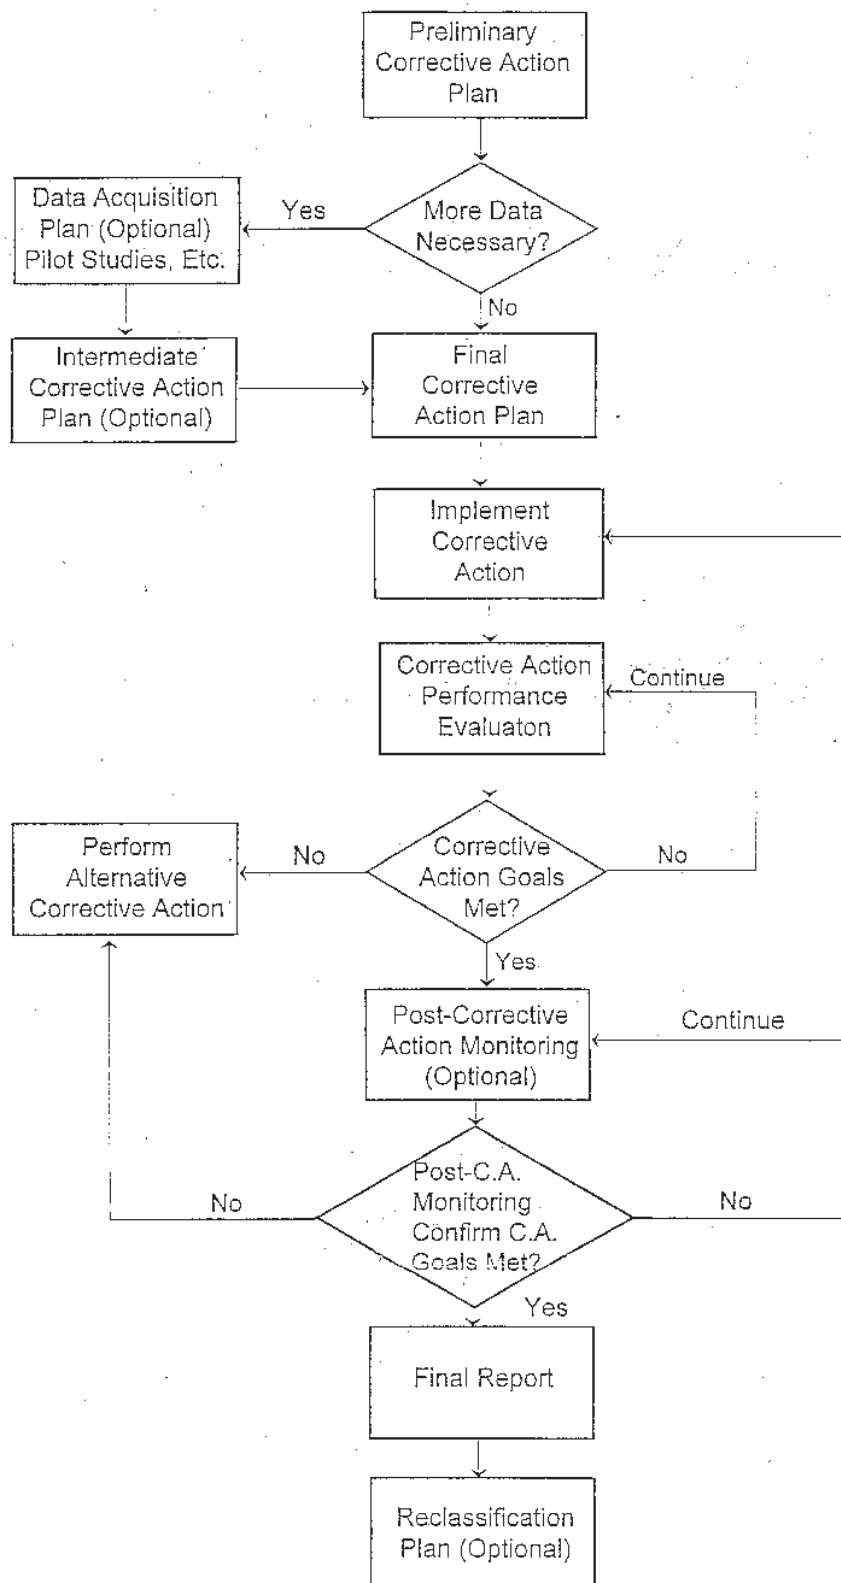 Preliminary
Corrective Action
Plan
More Data
Necessary?
Yes
Data Acquisition
Plan (Optional)
Pilot Studies, Etc.
No
Intermediate
Corrective Action
Plan (Optional)
Final
Corrective
Action Plan
Implement
Corrective
Action
Corrective Action
Performance
Evaluaton
Continue
Perform
Alternative
Corrective Action
No
Corrective
Action Goals
Met?
No
Yes
Post-Corrective
Action Monitoring
(Optional)
Continue
Post-C.A.
Monitoring
Confirm C.A.
Goals Met?
No
No
Yes
Final Report
Reclassification
Plan (Optional)